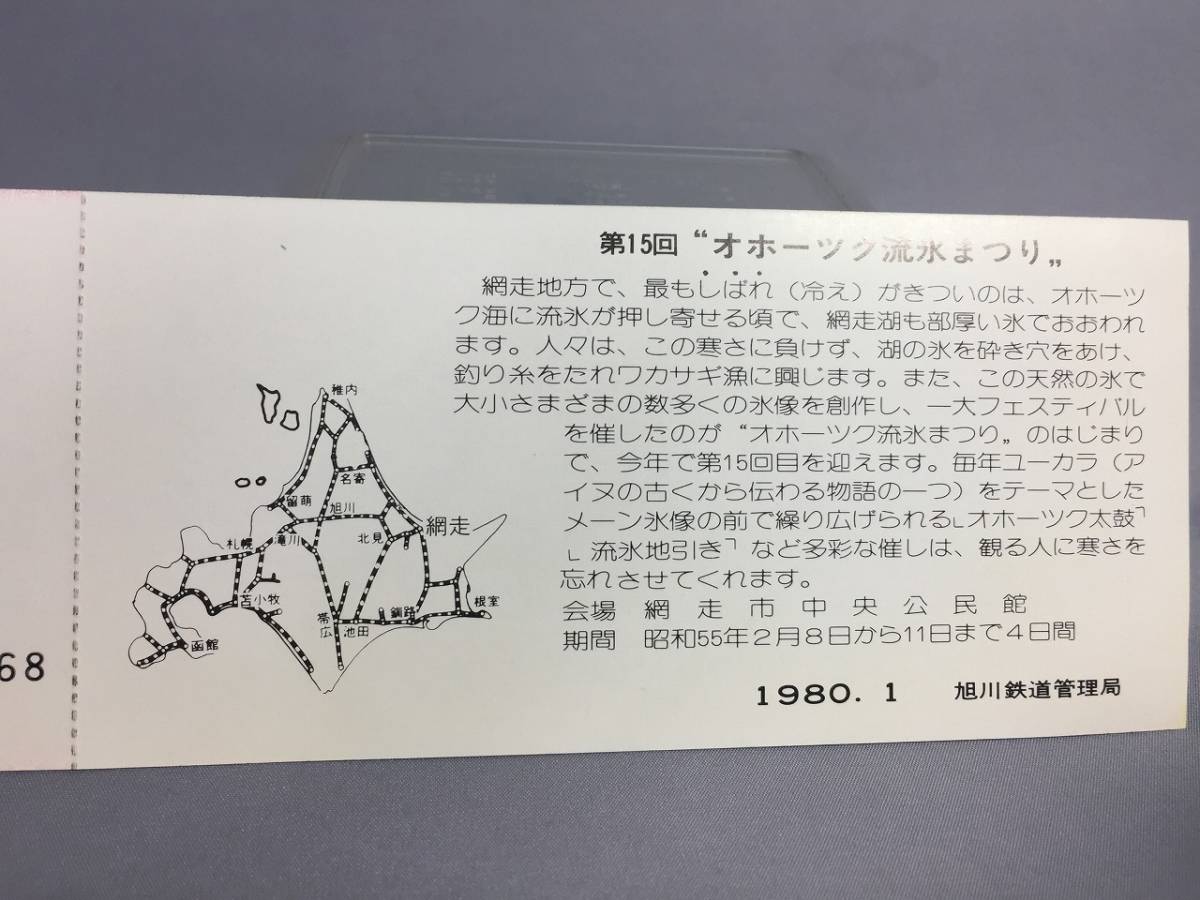 第15回 “オホーツク流氷まつり„
網走地方で、最もしばれ（冷え）がきついのは、オホーツ
ク海に流氷が押し寄せる頃で、網走湖も部厚い氷でおおわれ
ます。人々は、この寒さに負けず、湖の氷を砕き穴をあけ、
釣り糸をたれワカサギ漁に興じます。また、この天然の氷で
大小さまざまの数多くの氷像を創作し、一大フェスティバル
を催したのが “オホーツク流氷まつり„ のはじまり
で、今年で第15回目を迎えます。毎年ユーカラ（ア
イヌの古くから伝わる物語の一つ）をテーマとした
メーン氷像の前で繰り広げられる「オホーツク太鼓」
「流氷地引き」など多彩な催しは、観る人に寒さを
忘れさせてくれます。
会場 網走市中央公民館
期間 昭和55年2月8日から11日まで4日間
1980.1 旭川鉄道管理局
稚内
名寄
留萌
旭川
網走
北見
滝川
札幌
苫小牧
帯広
池田
釧路
根室
函館
68